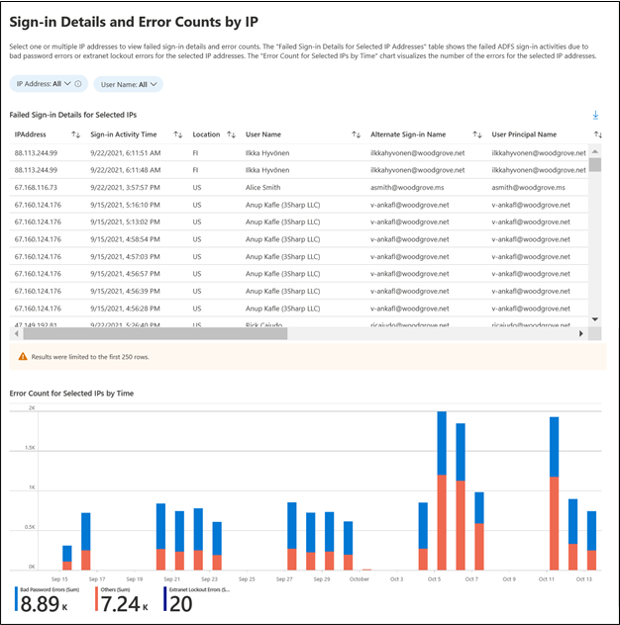 Sign-in Details and Error Counts by IP
Select one or multiple IP addresses to view failed sign-in details and error counts. The "Failed Sign-in Details for Selected IP Addresses" table shows the failed ADFS sign-in activities due to
bad password errors or extranet lockout errors for the selected IP addresses. The "Error Count for Selected IPs by Time" chart visualizes the number of the errors for the selected IP addresses.
IP Address: All User Name: All
Failed Sign-in Details for Selected IPs
IPAddress Sign-in Activity Time Location User Name Alternate Sign-in Name User Principal Name
88.113.244.99 9/22/2021, 6:11:51 AM FI Ilkka Hyvönen ilkkahyvonen@woodgrove.net ilkkahyvonen@woodgrove.net
88.113.244.99 9/22/2021, 6:11:48 AM FI Ilkka Hyvönen ilkkahyvonen@woodgrove.net ilkkahyvonen@woodgrove.net
67.168.116.73 9/22/2021, 3:57:57 PM US Alice Smith asmith@woodgrove.ms asmith@woodgrove.ms
67.160.124.176 9/15/2021, 5:16:10 PM US Anup Kafle (3Sharp LLC) v-ankafl@woodgrove.net v-ankafl@woodgrove.net
67.160.124.176 9/15/2021, 5:13:02 PM US Anup Kafle (3Sharp LLC) v-ankafl@woodgrove.net v-ankafl@woodgrove.net
67.160.124.176 9/15/2021, 4:58:54 PM US Anup Kafle (3Sharp LLC) v-ankafl@woodgrove.net v-ankafl@woodgrove.net
67.160.124.176 9/15/2021, 4:57:03 PM US Anup Kafle (3Sharp LLC) v-ankafl@woodgrove.net v-ankafl@woodgrove.net
67.160.124.176 9/15/2021, 4:56:57 PM US Anup Kafle (3Sharp LLC) v-ankafl@woodgrove.net v-ankafl@woodgrove.net
67.160.124.176 9/15/2021, 4:56:39 PM US Anup Kafle (3Sharp LLC) v-ankafl@woodgrove.net v-ankafl@woodgrove.net
67.160.124.176 9/15/2021, 4:56:28 PM US Anup Kafle (3Sharp LLC) v-ankafl@woodgrove.net v-ankafl@woodgrove.net
47.149.192.81 9/22/2021, 5:26:40 PM US Rick Cajudo ricajudo@woodgrove.net ricajudo@woodgrove.net
Results were limited to the first 250 rows.
Error Count for Selected IPs by Time
2K
1.5K
1K
0.5K
0K
Sep 15 Sep 17 Sep 19 Sep 21 Sep 23 Sep 25 Sep 27 Sep 29 October Oct 3 Oct 5 Oct 7 Oct 9 Oct 11 Oct 13
Bad Password Errors (Sum) Others (Sum) Extranet Lockout Errors (S...
8.89 K 7.24 K 20